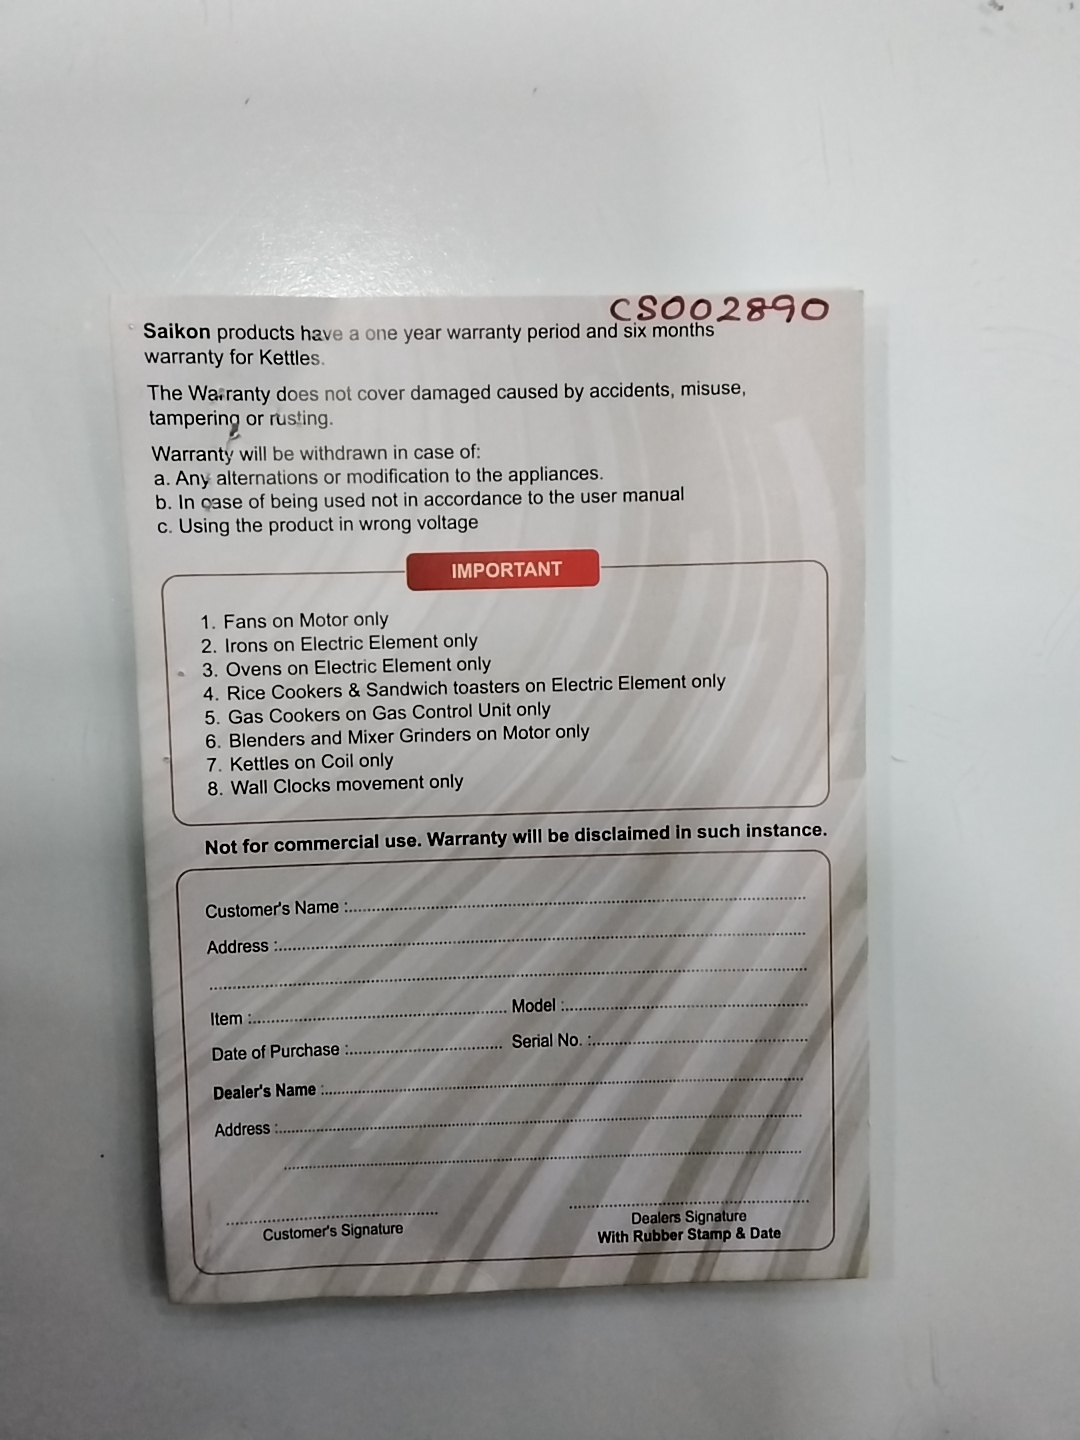 CS002890
Saikon products have a one year warranty period and six months
warranty for Kettles.
The Warranty does not cover damaged caused by accidents, misuse,
tampering or rusting.
Warranty will be withdrawn in case of:
a. Any alternations or modification to the appliances.
b. In case of being used not in accordance to the user manual
c. Using the product in wrong voltage
IMPORTANT
1. Fans on Motor only
2. Irons on Electric Element only
3. Ovens on Electric Element only
4. Rice Cookers & Sandwich toasters on Electric Element only
5. Gas Cookers on Gas Control Unit only
6. Blenders and Mixer Grinders on Motor only
7. Kettles on Coil only
8. Wall Clocks movement only
Not for commercial use. Warranty will be disclaimed in such instance.
Customer's Name :
Address :
Item : Model :
Date of Purchase : Serial No. :
Dealer's Name :
Address :
Customer's Signature
Dealers Signature
With Rubber Stamp & Date